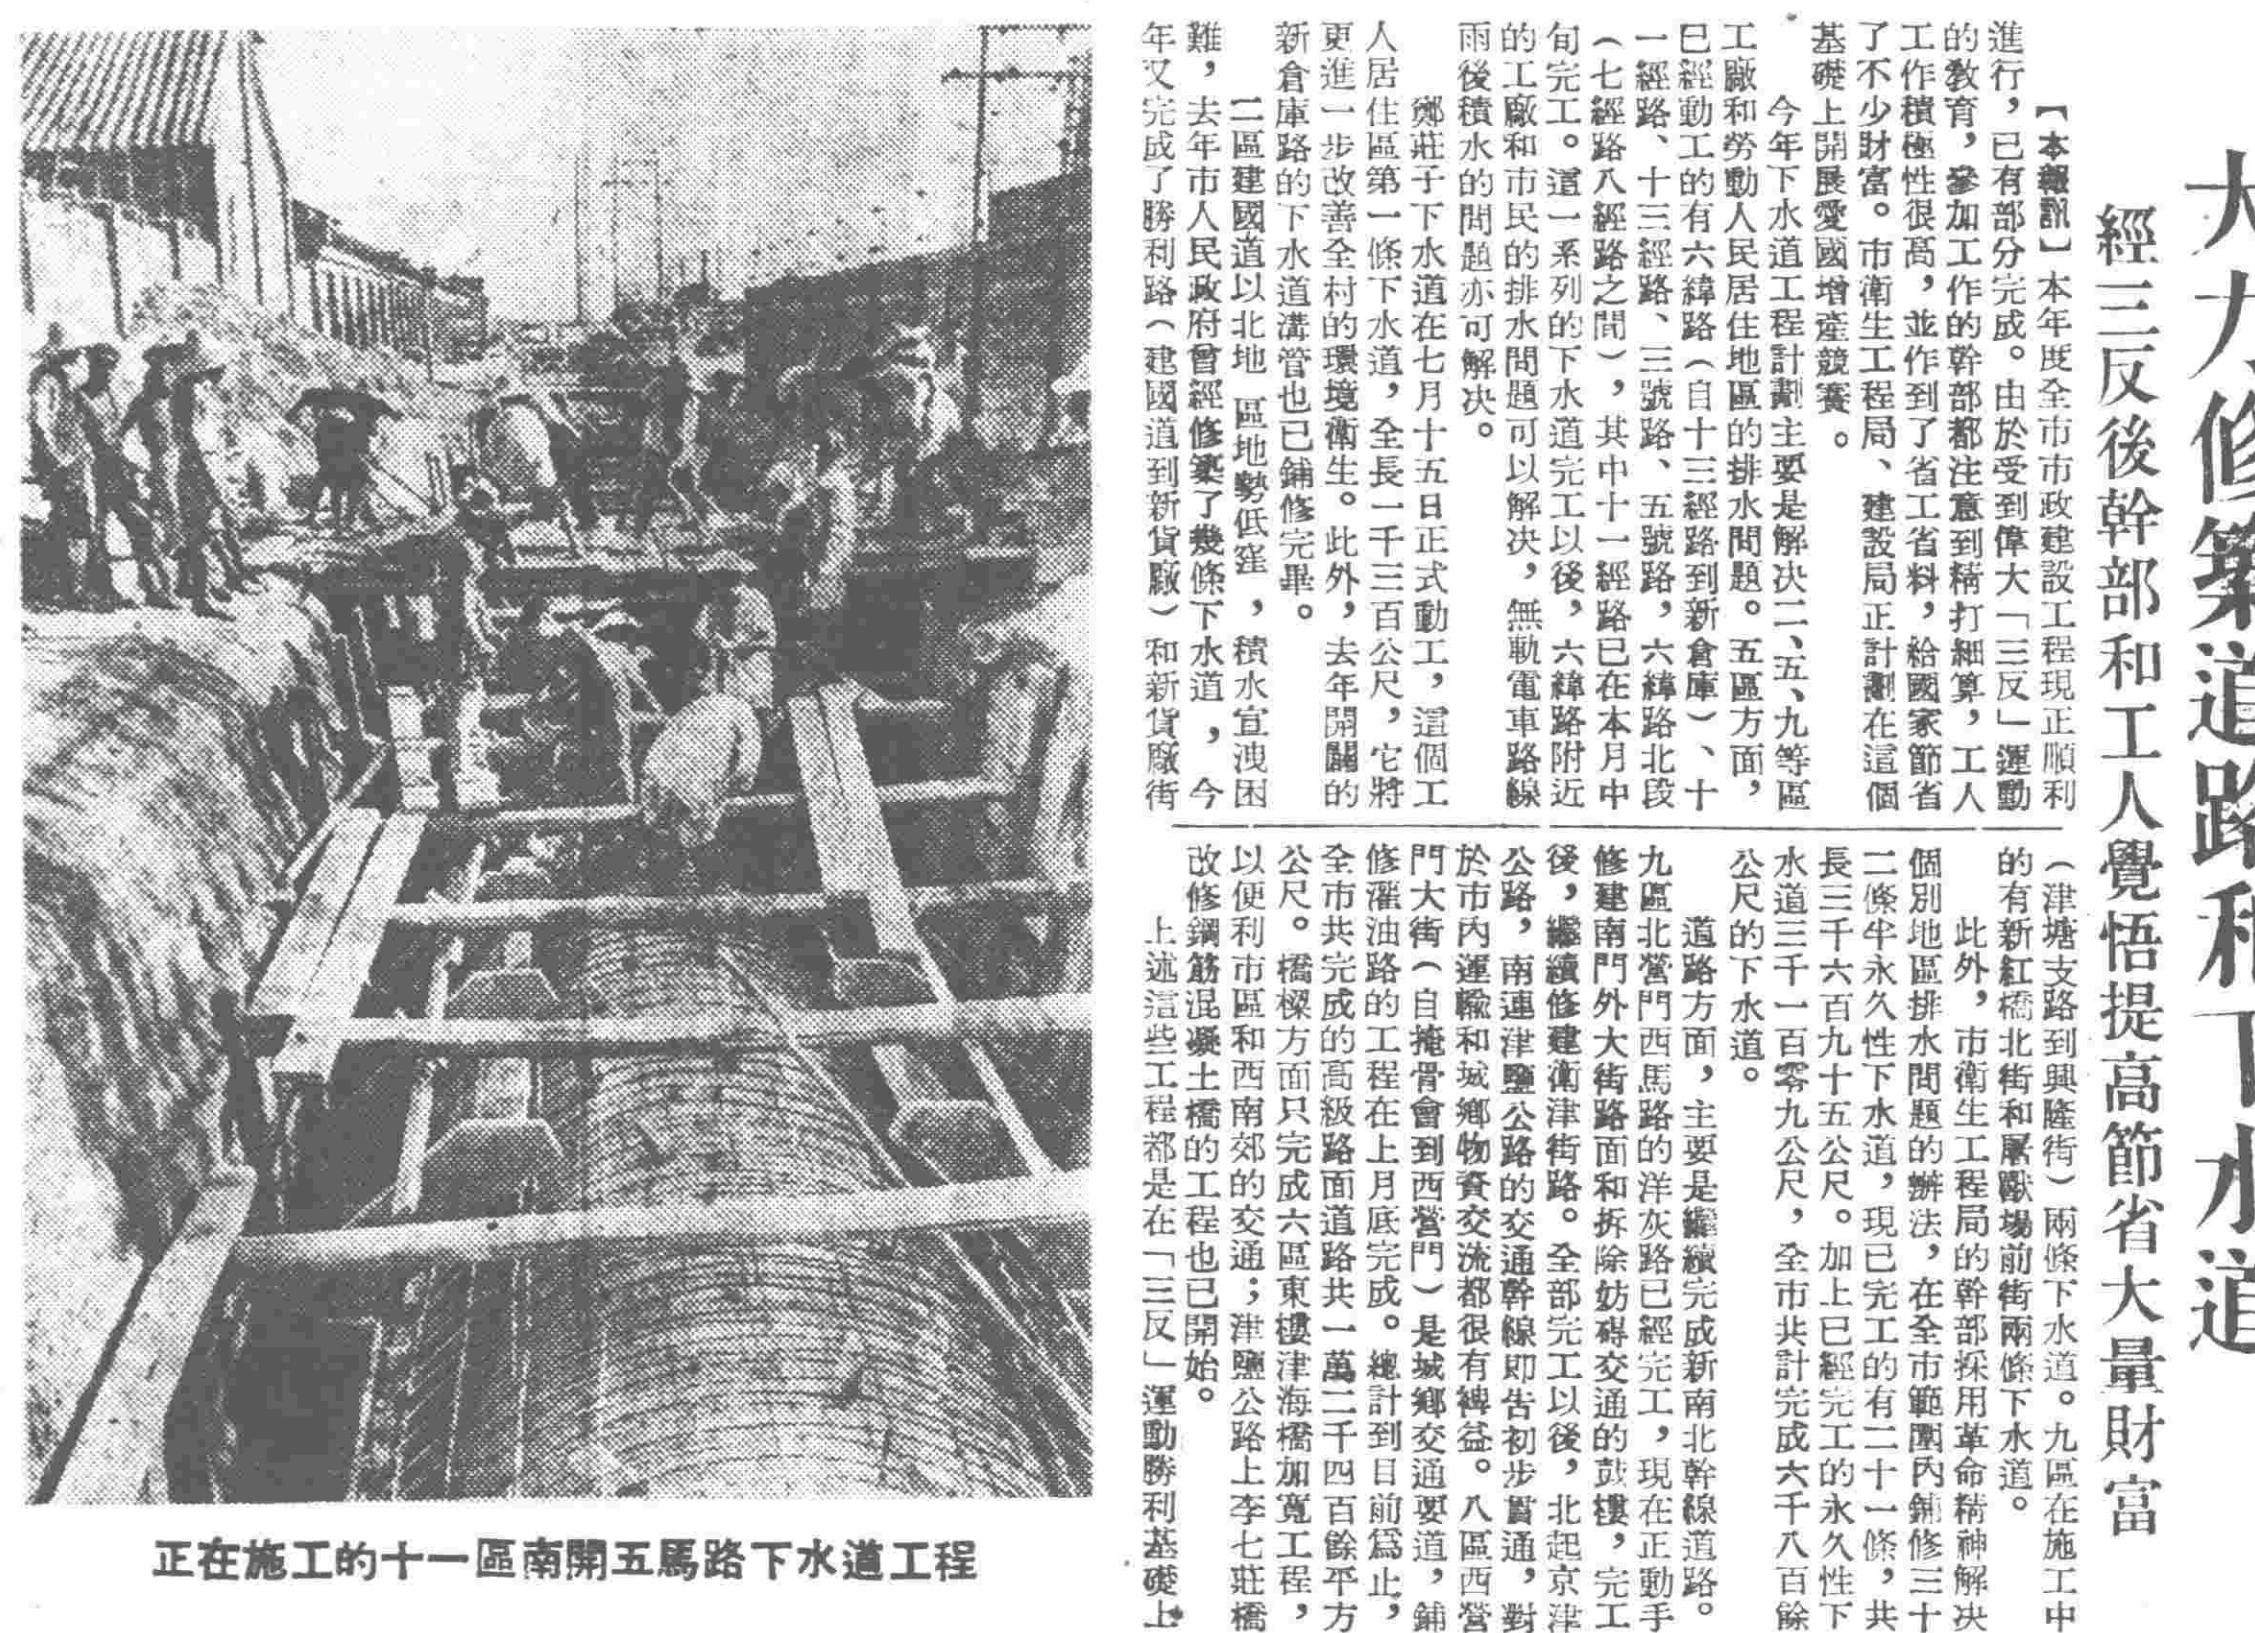 大力修築道路和下水道
經三反後幹部和工人覺悟提高節省大量財富
【本報訊】本年度全市市政建設工程現正順利
進行，已有部分完成。由於受到偉大「三反」運動
的教育，參加工作的幹部都注意到精打細算，工人
工作積極性很高，並作到了省工省料，給國家節省
了不少財富。市衛生工程局、建設局正計劃在這個
基礎上開展愛國增產競賽。
今年下水道工程計劃主要是解決二、五、九等區
工廠和勞動人民居住地區的排水問題。五區方面，
已經動工的有六緯路（自十三經路到新倉庫）、十
一經路、十三經路、三號路、五號路，六緯路北段
（七經路八經路之間），其中十一經路已在本月中
旬完工。這一系列的下水道完工以後，六緯路附近
的工廠和市民的排水問題可以解決，無軌電車路線
雨後積水的問題亦可解決。
鄭莊子下水道在七月十五日正式動工，這個工
人居住區第一條下水道，全長一千三百公尺，它將
更進一步改善全村的環境衛生。此外，去年開闢的
新倉庫路的下水道溝管也已鋪修完畢。
二區建國道以北地區地勢低窪，積水宣洩困
難，去年市人民政府曾經修築了幾條下水道，今
年又完成了勝利路（建國道到新貨廠）和新貨廠街
（津塘支路到興隆街）兩條下水道。九區在施工中
的有新紅橋北街和屠獸場前街兩條下水道。
此外，市衛生工程局的幹部採用革命精神解決
個別地區排水問題的辦法，在全市範圍內鋪修三十
二條半永久性下水道，現已完工的有二十一條，共
長三千六百九十五公尺。加上已經完工的永久性下
水道三千一百零九公尺，全市共計完成六千八百餘
公尺的下水道。
道路方面，主要是繼續完成新南北幹線道路。
九區北營門西馬路的洋灰路已經完工，現在正動手
修建南門外大街路面和拆除妨碍交通的鼓樓，完工
後，繼續修建衛津街路。全部完工以後，北起京津
公路，南連津鹽公路的交通幹線即告初步貫通，對
於市內運輸和城鄉物資交流都很有裨益。八區西營
門大街（自掩骨會到西營門）是城鄉交通要道，鋪
修灌油路的工程在上月底完成。總計到目前爲止，
全市共完成的高級路面道路共一萬二千四百餘平方
公尺。橋樑方面只完成六區東樓津海橋加寬工程，
以便利市區和西南郊的交通；津鹽公路上李七莊橋
改修鋼筋混凝土橋的工程也已開始。
上述這些工程都是在「三反」運動勝利基礎上
正在施工的十一區南開五馬路下水道工程